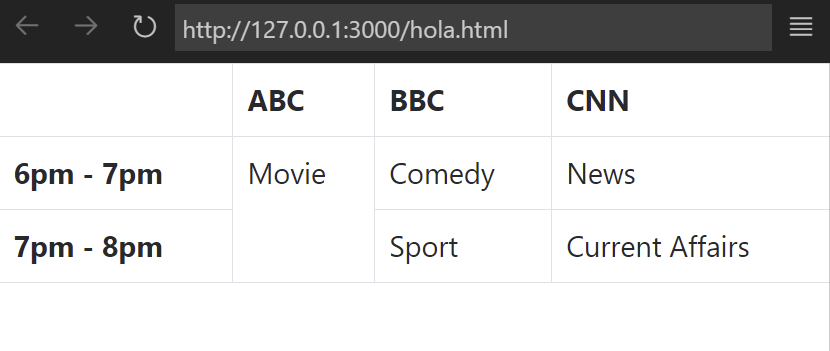 http://127.0.0.1:3000/hola.html
ABC BBC CNN
6pm - 7pm Movie Comedy News
7pm - 8pm Sport Current Affairs